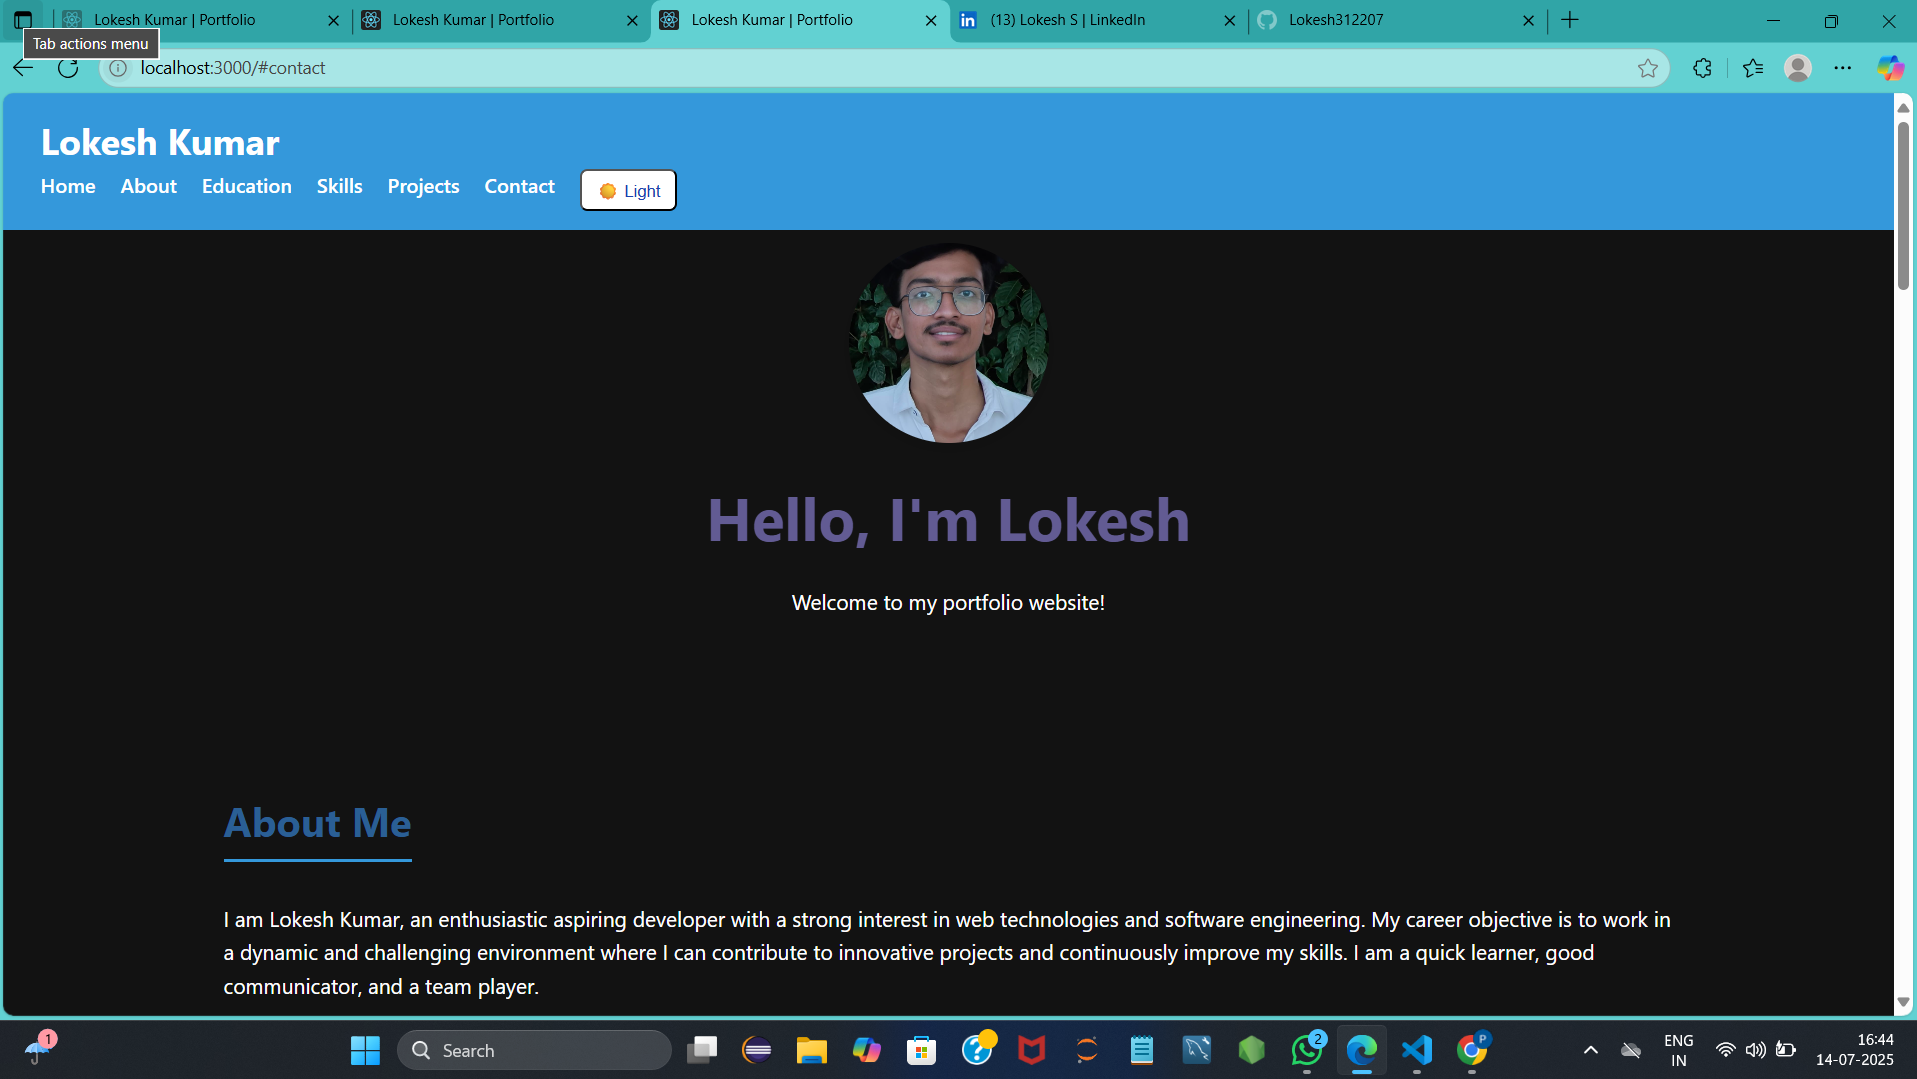 Lokesh Kumar | Portfolio
Lokesh Kumar | Portfolio
Lokesh Kumar | Portfolio
(13) Lokesh S | LinkedIn
Lokesh312207
Tab actions menu
localhost:3000/#contact
Lokesh Kumar
Home About Education Skills Projects Contact Light
Hello, I'm Lokesh
Welcome to my portfolio website!
About Me
I am Lokesh Kumar, an enthusiastic aspiring developer with a strong interest in web technologies and software engineering. My career objective is to work in
a dynamic and challenging environment where I can contribute to innovative projects and continuously improve my skills. I am a quick learner, good
communicator, and a team player.
1
Search
2
P
ENG
IN
16:44
14-07-2025